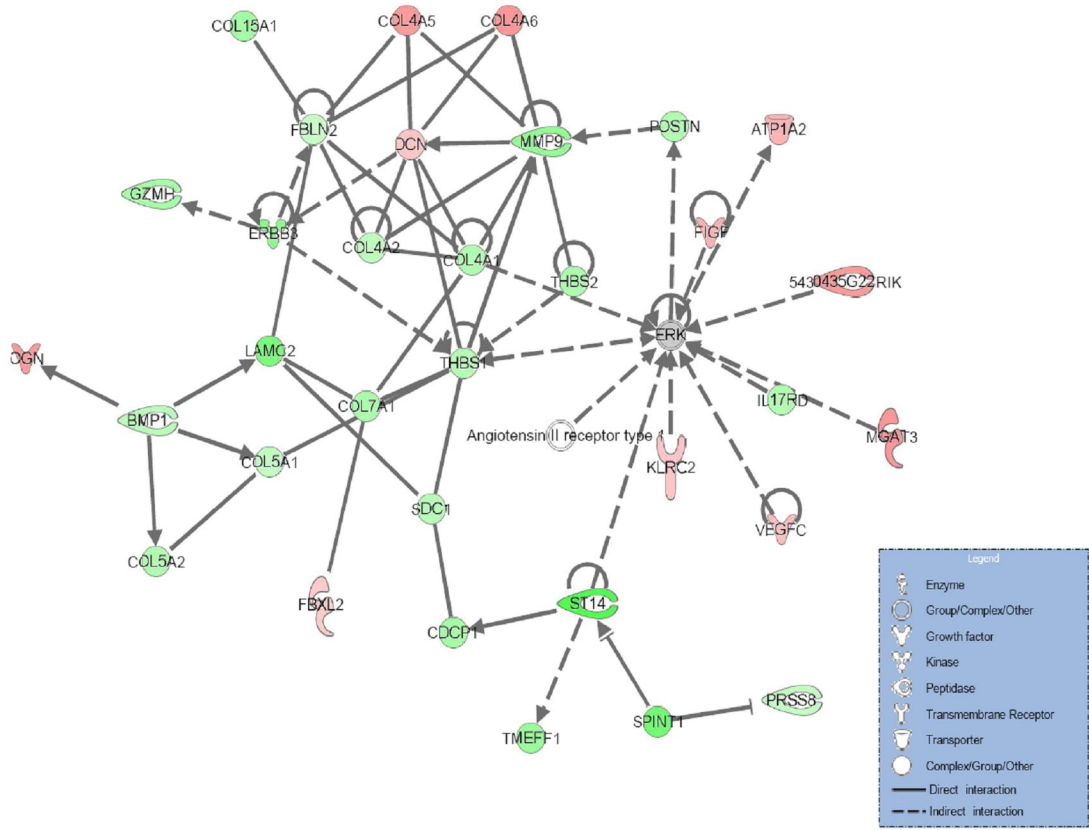 COL15A1
COL4A5
COL4A6
FBLN2
DCN
MMP9
POSTN
ATP1A2
GZMH
ERBB3
COL4A2
COL4A1
THBS2
FIGF
5430435G22RIK
ERK
OGN
LAMC2
THBS1
BMP1
COL7A1
IL17RD
Angiotensin II receptor type 1
MGAT3
COL5A1
KLRC2
SDC1
VEGFC
COL5A2
FBXL2
ST14
CDCP1
PRSS8
SPINT1
TMEFF1
Legend
Enzyme
Group/Complex/Other
Growth factor
Kinase
Peptidase
Transmembrane Receptor
Transporter
Complex/Group/Other
Direct interaction
Indirect interaction